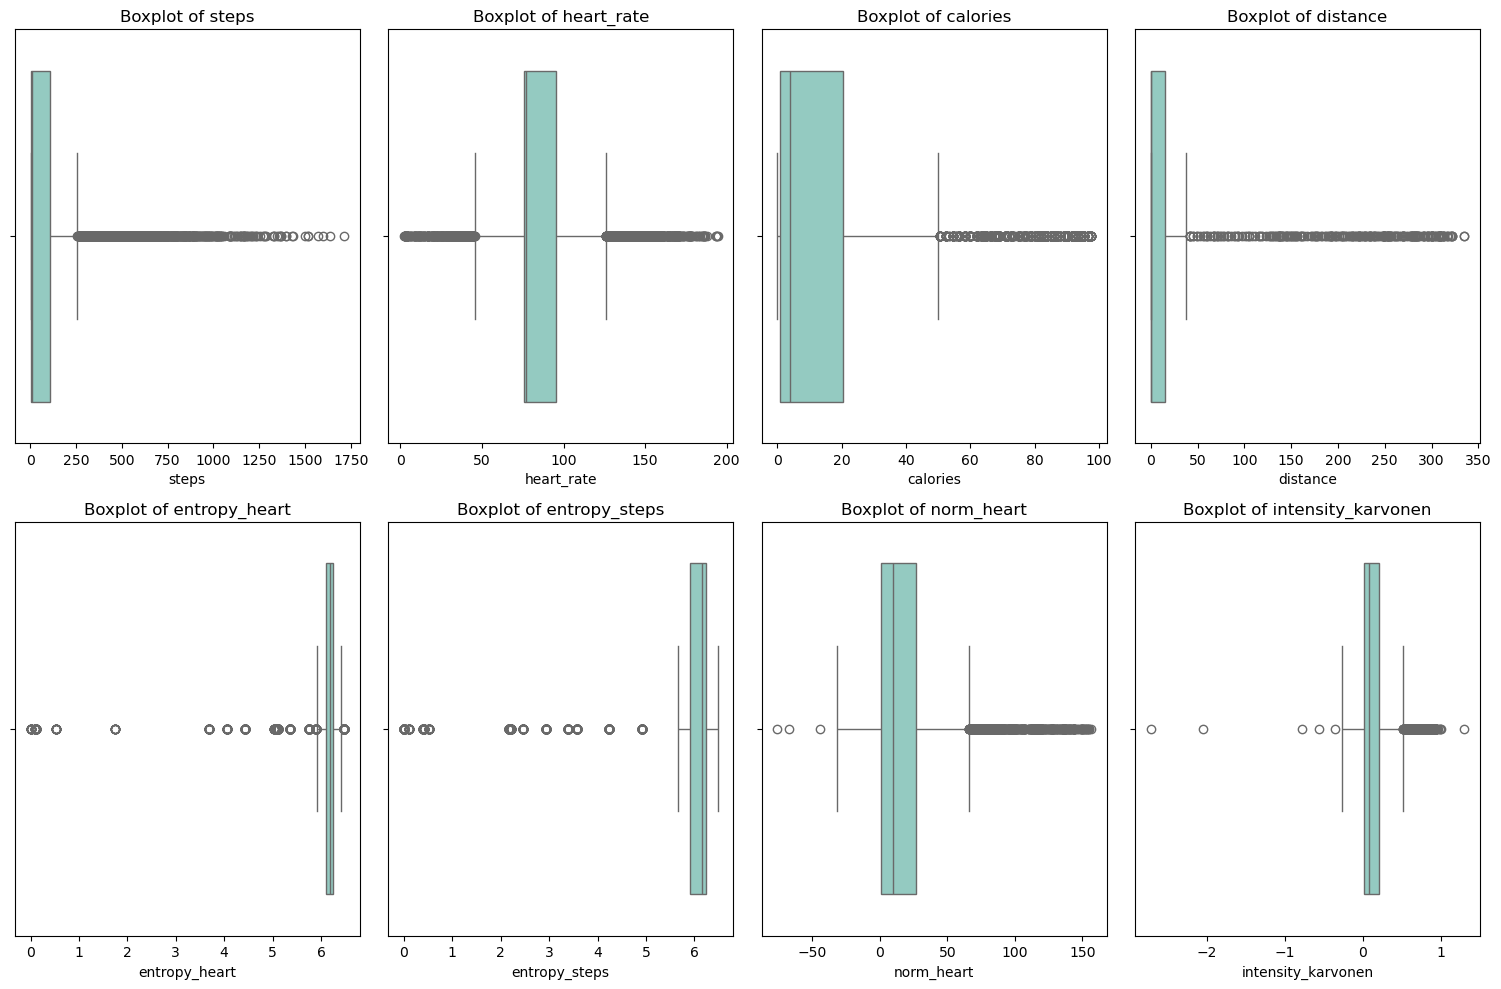 Boxplot of steps
Boxplot of heart_rate
Boxplot of calories
Boxplot of distance
0 250 500 750 1000 1250 1500 1750
0 50 100 150 200
0 20 40 60 80 100
0 50 100 150 200 250 300 350
steps
heart_rate
calories
distance
Boxplot of entropy_heart
Boxplot of entropy_steps
Boxplot of norm_heart
Boxplot of intensity_karvonen
0 1 2 3 4 5 6
0 1 2 3 4 5 6
−50 0 50 100 150
−2 −1 0 1
entropy_heart
entropy_steps
norm_heart
intensity_karvonen